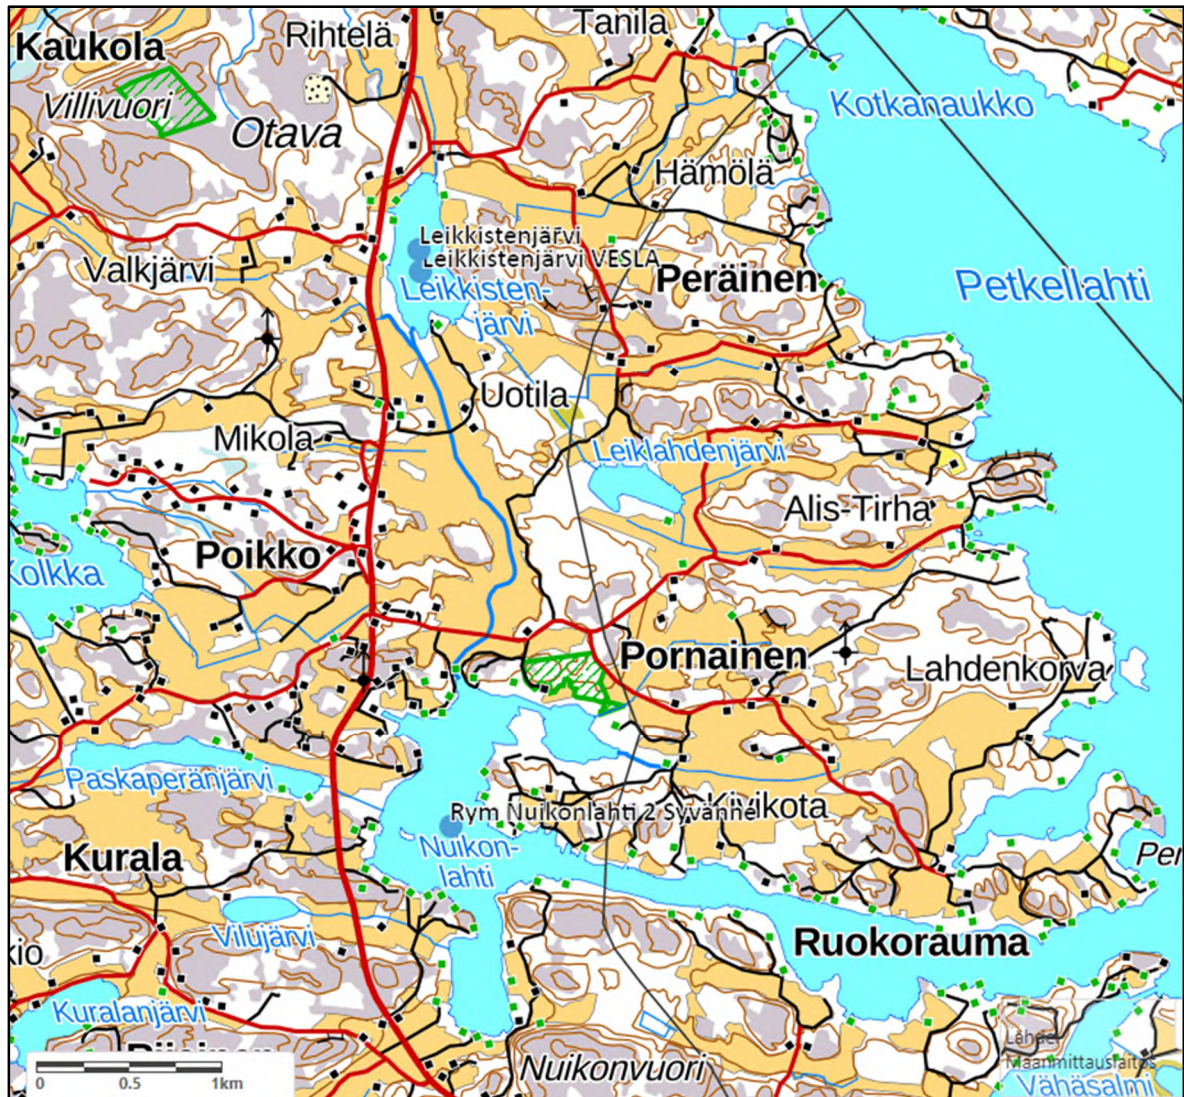 Kaukola
Rihtelä
Tanila
Villivuori
Otava
Kotkanaukko
Hämölä
Leikkistenjärvi
Leikkistenjärvi VESLA
Valkjärvi
Peräinen
Petkellahti
Leikkisten-
järvi
Uotila
Mikola
Leiklahdenjärvi
Alis-Tirha
Poikko
Kolkka
Pornainen
Lahdenkorva
Paskaperänjärvi
Rym Nuikonlahti 2 Syvänne
Kivikota
Nuikon-
lahti
Kurala
Per
Vilujärvi
Ruokorauma
kio
Kuralanjärvi
Lähde:
Maanmittauslaitos
Nuikonvuori
Vähäsalmi
0 0.5 1km